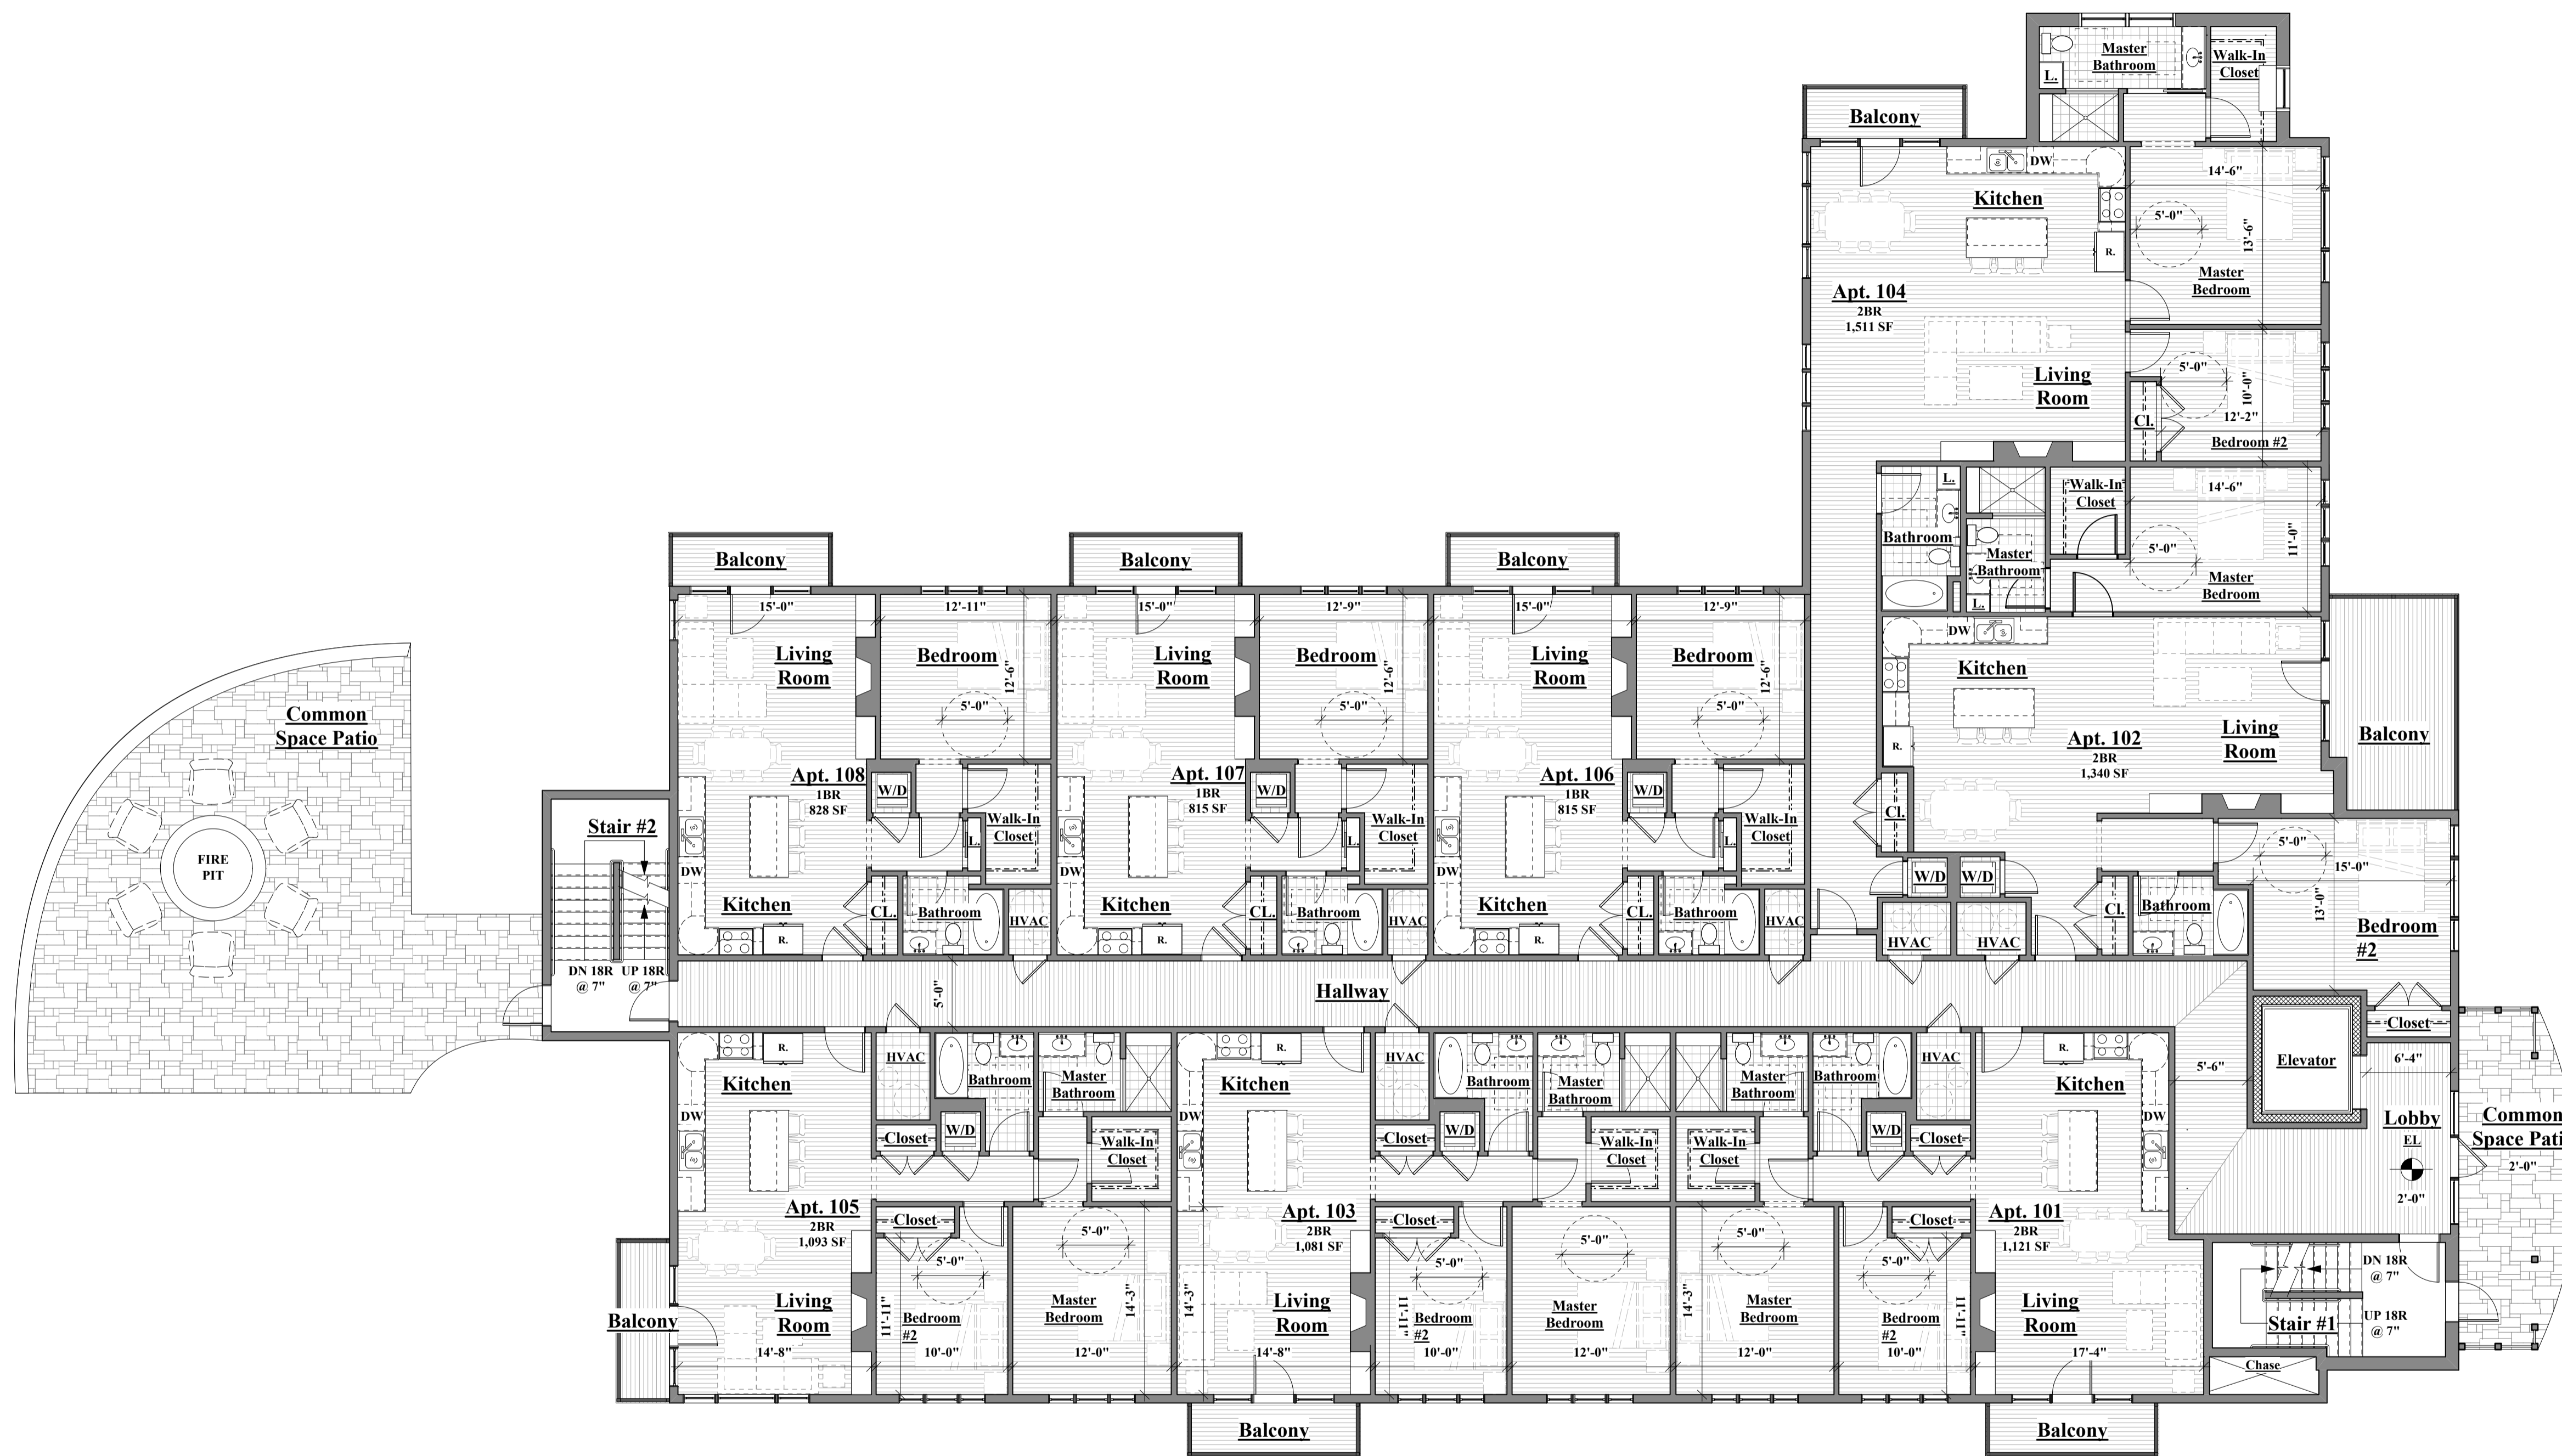 Master
Bathroom
Walk-In
Closet
L.
Balcony
DW
Kitchen
R.
14'-6"
5'-0"
13'-6"
Master
Bedroom
Apt. 104
2BR
1,511 SF
Living
Room
5'-0"
10'-0"
12'-2"
Cl.
Bedroom #2
L.
Bathroom
Master
Bathroom
L.
Walk-In
Closet
14'-6"
5'-0"
11'-0"
Master
Bedroom
DW
Kitchen
R.
Apt. 102
2BR
1,340 SF
Living
Room
Balcony
Cl.
W/D
W/D
HVAC
HVAC
Cl.
Bathroom
5'-0"
15'-0"
13'-0"
Bedroom
#2
Closet
Balcony
15'-0"
12'-11"
Living
Room
Bedroom
12'-6"
5'-0"
Apt. 108
1BR
828 SF
W/D
Walk-In
Closet
L.
DW
Kitchen
R.
CL.
Bathroom
HVAC
Balcony
15'-0"
12'-9"
Living
Room
Bedroom
12'-6"
5'-0"
Apt. 107
1BR
815 SF
W/D
Walk-In
Closet
L.
DW
Kitchen
R.
CL.
Bathroom
HVAC
Balcony
15'-0"
12'-9"
Living
Room
Bedroom
12'-6"
5'-0"
Apt. 106
1BR
815 SF
W/D
Walk-In
Closet
L.
DW
Kitchen
R.
CL.
Bathroom
HVAC
Common
Space Patio
FIRE
PIT
Stair #2
DN 18R
@ 7"
UP 18R
@ 7"
5'-0"
Hallway
R.
Kitchen
DW
HVAC
Bathroom
Master
Bathroom
Closet
W/D
Walk-In
Closet
Apt. 105
2BR
1,093 SF
Closet
5'-0"
5'-0"
Balcony
Living
Room
14'-8"
11'-11"
Bedroom
#2
10'-0"
Master
Bedroom
14'-3"
12'-0"
R.
Kitchen
DW
HVAC
Bathroom
Master
Bathroom
Closet
W/D
Walk-In
Closet
Apt. 103
2BR
1,081 SF
Closet
5'-0"
5'-0"
14'-3"
Living
Room
14'-8"
11'-11"
Bedroom
#2
10'-0"
Master
Bedroom
12'-0"
Balcony
Master
Bathroom
Bathroom
HVAC
R.
Kitchen
DW
Walk-In
Closet
W/D
Closet
Apt. 101
2BR
1,121 SF
Closet
5'-0"
5'-0"
14'-3"
Master
Bedroom
12'-0"
Bedroom
#2
10'-0"
11'-11"
Living
Room
17'-4"
Balcony
5'-6"
Elevator
6'-4"
Lobby
EL
2'-0"
Common
Space Pati
2'-0"
DN 18R
@ 7"
UP 18R
@ 7"
Stair #1
Chase